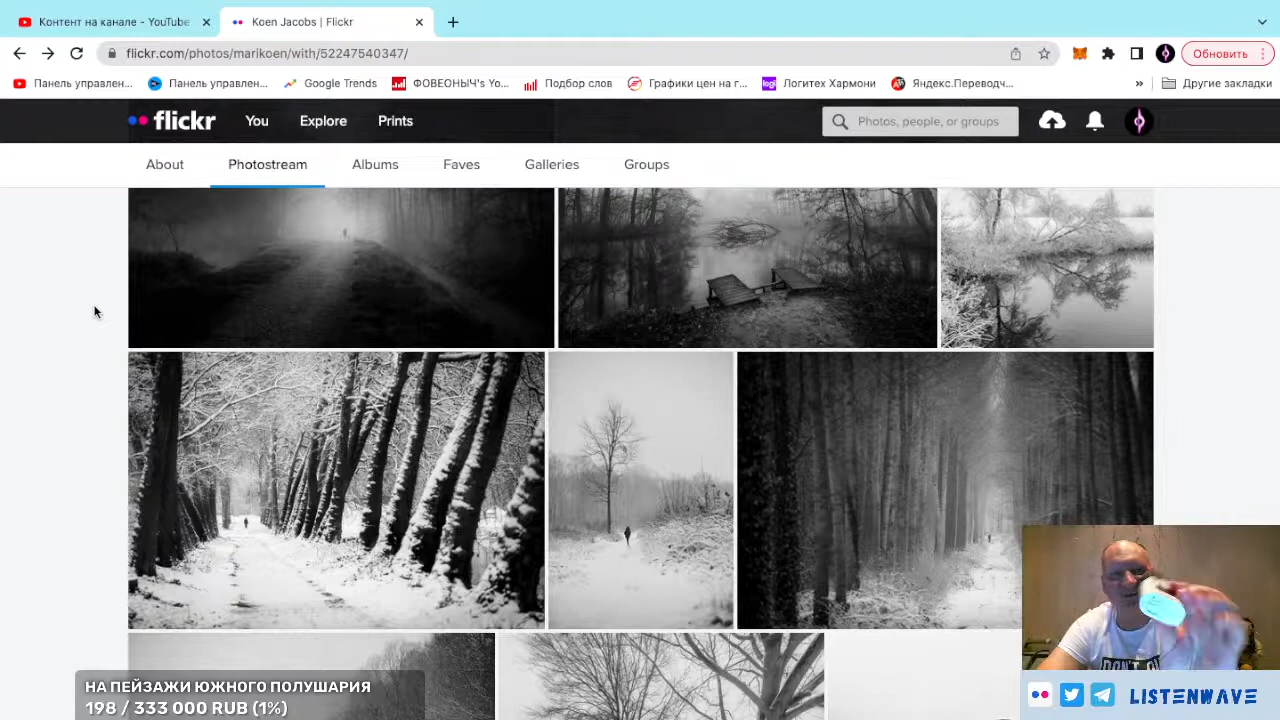 Контент на канале - YouTube
Koen Jacobs | Flickr
flickr.com/photos/marikoen/with/52247540347/
Обновить
Панель управлен...
Панель управлен...
Google Trends
ФОВЕОНЫЧ's Yo...
Подбор слов
Графики цен на г...
Логитех Хармони
Яндекс.Переводч...
»
Другие закладки
flickr
You
Explore
Prints
Photos, people, or groups
About
Photostream
Albums
Faves
Galleries
Groups
DON'T
НА ПЕЙЗАЖИ ЮЖНОГО ПОЛУШАРИЯ
198 / 333 000 RUB (1%)
LISTENWAVE